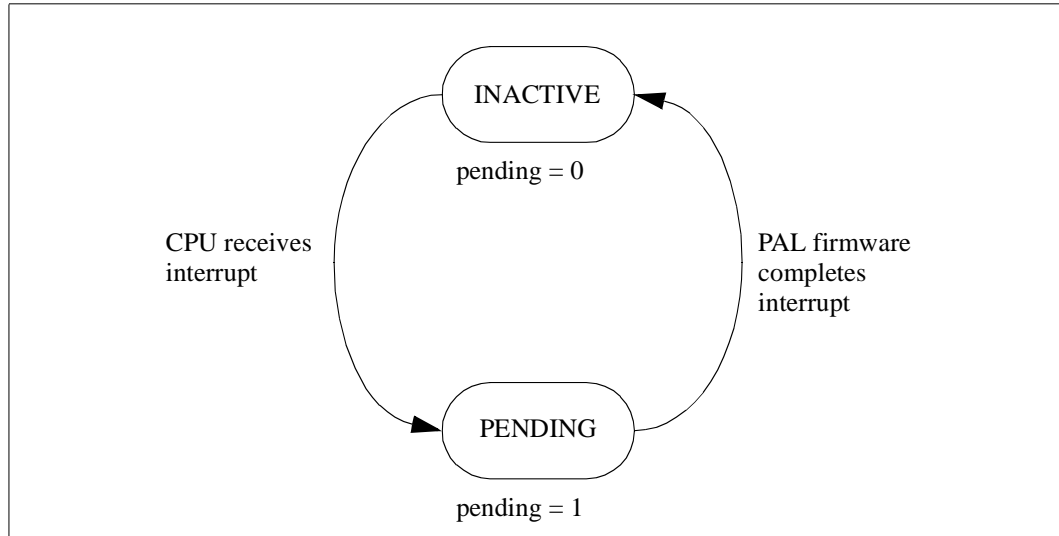 INACTIVE
pending = 0
CPU receives
interrupt
PAL firmware
completes
interrupt
PENDING
pending = 1